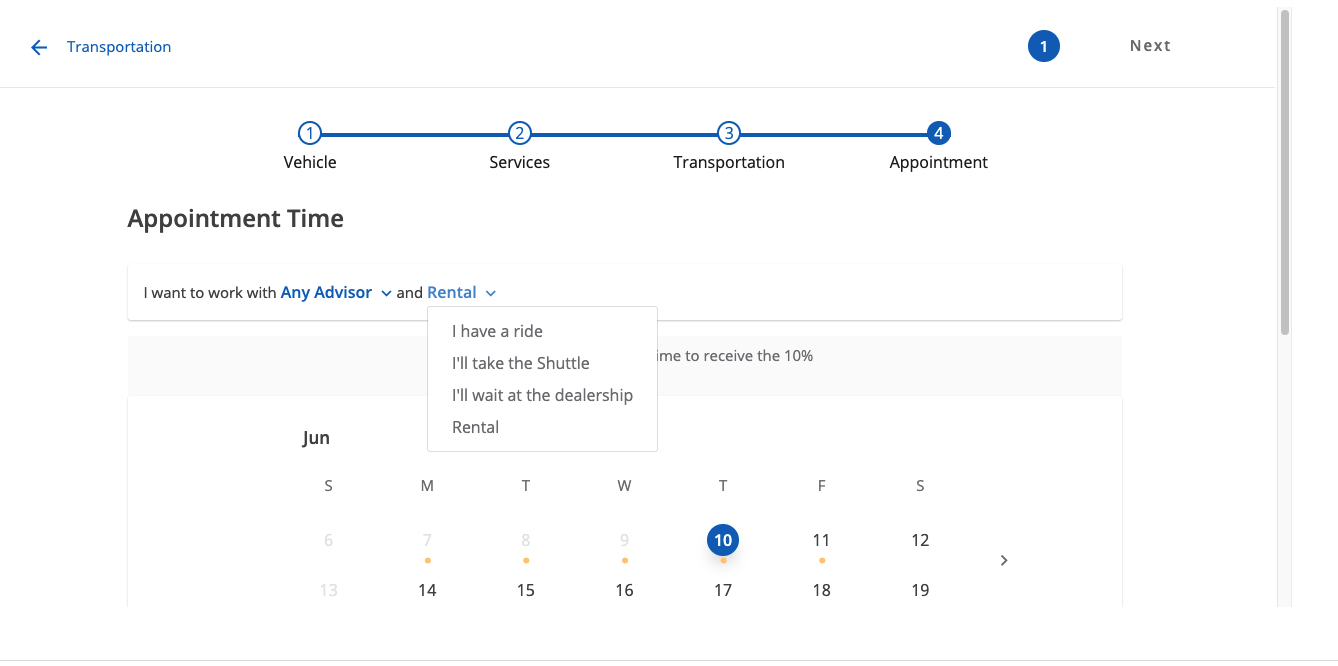 Transportation
1
Next
1 2 3 4
Vehicle Services Transportation Appointment
Appointment Time
I want to work with Any Advisor and Rental
I have a ride
I'll take the Shuttle
to receive the 10%
I'll wait at the dealership
Rental
Jun
S M T W T F S
6 7 8 9 10 11 12
13 14 15 16 17 18 19